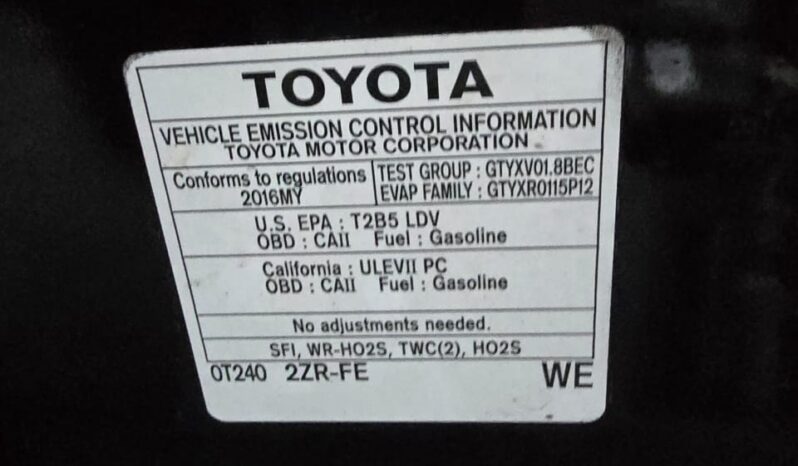 TOYOTA
VEHICLE EMISSION CONTROL INFORMATION
TOYOTA MOTOR CORPORATION
Conforms to regulations
2016MY
TEST GROUP : GTYXV01.8BEC
EVAP FAMILY : GTYXR0115P12
U.S. EPA : T2B5 LDV
OBD : CAII Fuel : Gasoline
California : ULEVII PC
OBD : CAII Fuel : Gasoline
No adjustments needed.
SFI, WR-HO2S, TWC(2), HO2S
0T240 2ZR-FE WE